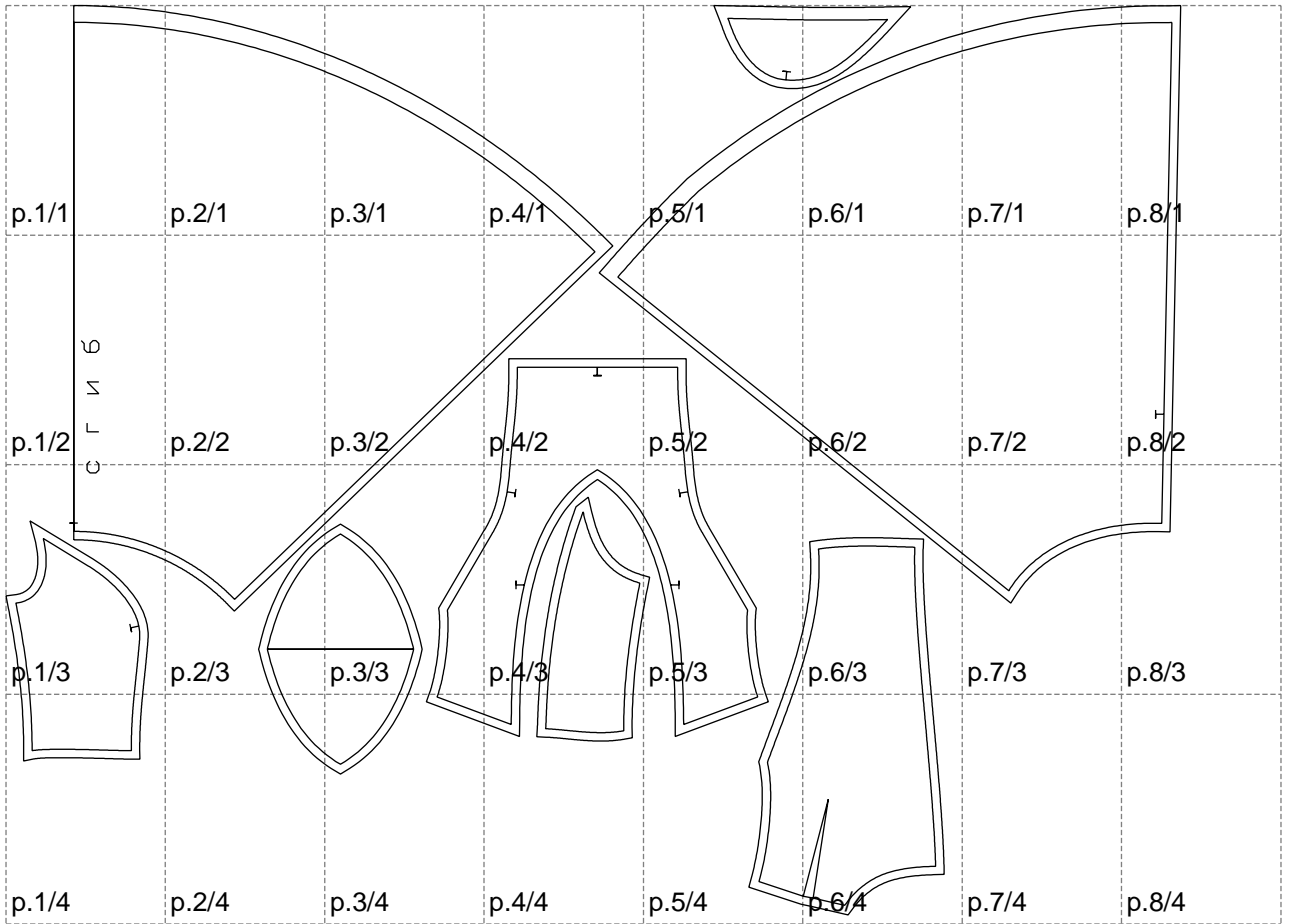 p.1/1 p.2/1 p.3/1 p.4/1 p.5/1 p.6/1 p.7/1 p.8/1
С Г И б
p.1/2 p.2/2 p.3/2 p.4/2 p.5/2 p.6/2 p.7/2 p.8/2
p.1/3 p.2/3 p.3/3 p.4/3 p.5/3 p.6/3 p.7/3 p.8/3
p.1/4 p.2/4 p.3/4 p.4/4 p.5/4 p.6/4 p.7/4 p.8/4